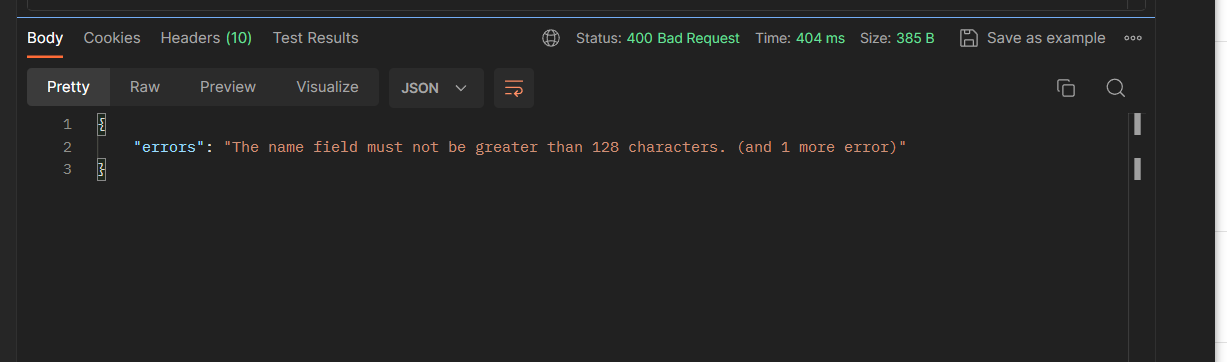 Body Cookies Headers (10) Test Results Status: 400 Bad Request Time: 404 ms Size: 385 B Save as example
Pretty Raw Preview Visualize JSON
1 {
2 "errors": "The name field must not be greater than 128 characters. (and 1 more error)"
3 }